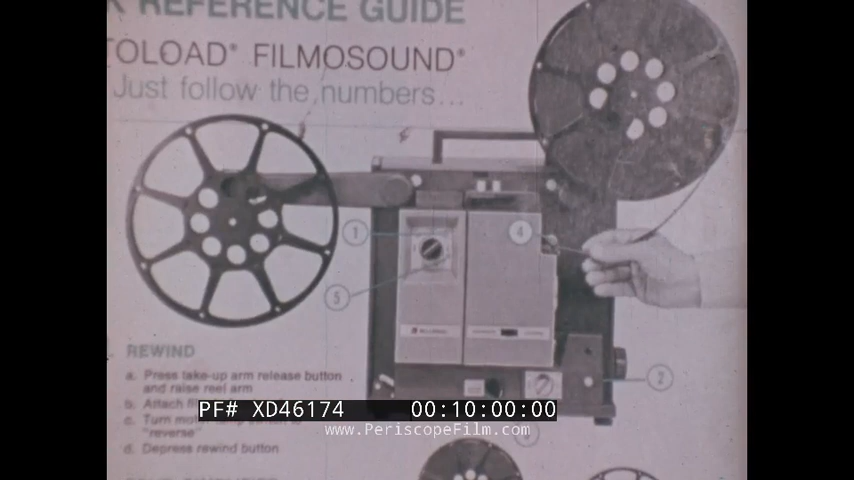 REFERENCE GUIDE
TOLOAD® FILMOSOUND®
Just follow the numbers...
1
4
5
2
REWIND
a. Press take-up arm release button
and raise reel arm
b. Attach
c. Turn
"reverse"
d. Depress rewind button
PF# XD46174 00:10:00:00
www.PeriscopeFilm.com